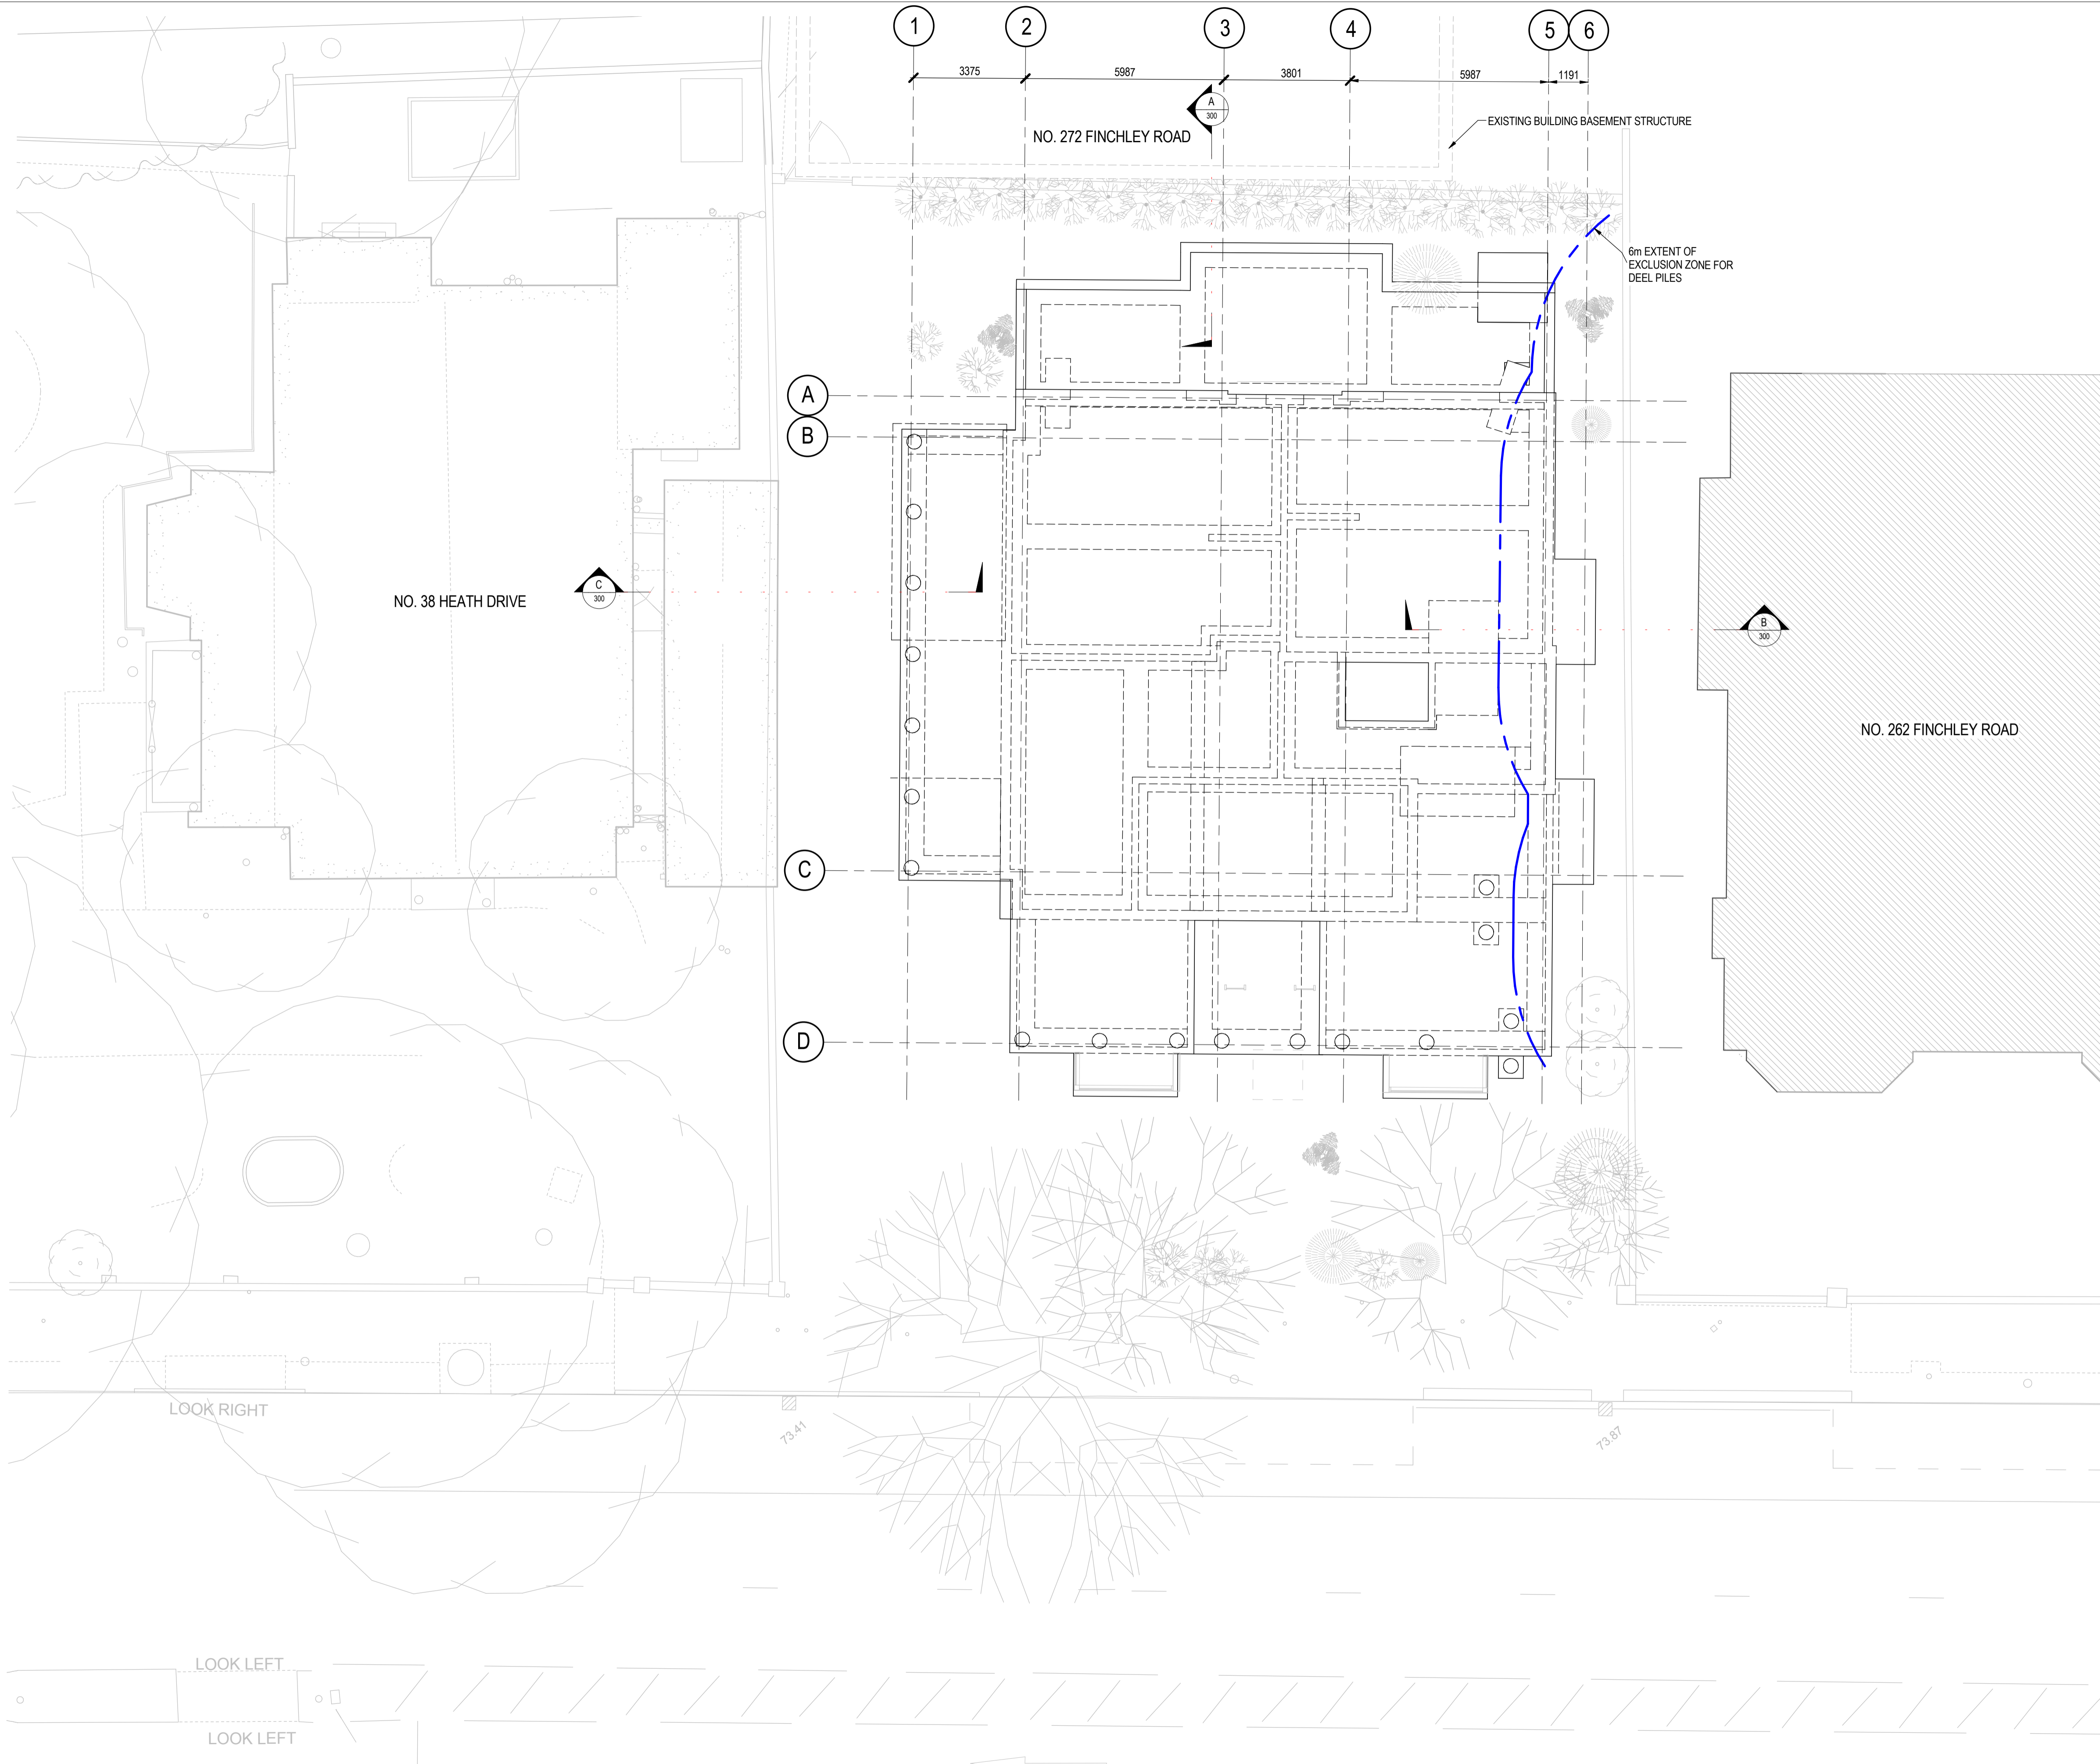 1
2
3
4
5
6
3375
5987
3801
5987
1191
A
300
EXISTING BUILDING BASEMENT STRUCTURE
NO. 272 FINCHLEY ROAD
6m EXTENT OF
EXCLUSION ZONE FOR
DEEL PILES
A
B
C
300
NO. 38 HEATH DRIVE
B
300
NO. 262 FINCHLEY ROAD
C
D
LOOK RIGHT
73.41
73.87
LOOK LEFT
LOOK LEFT